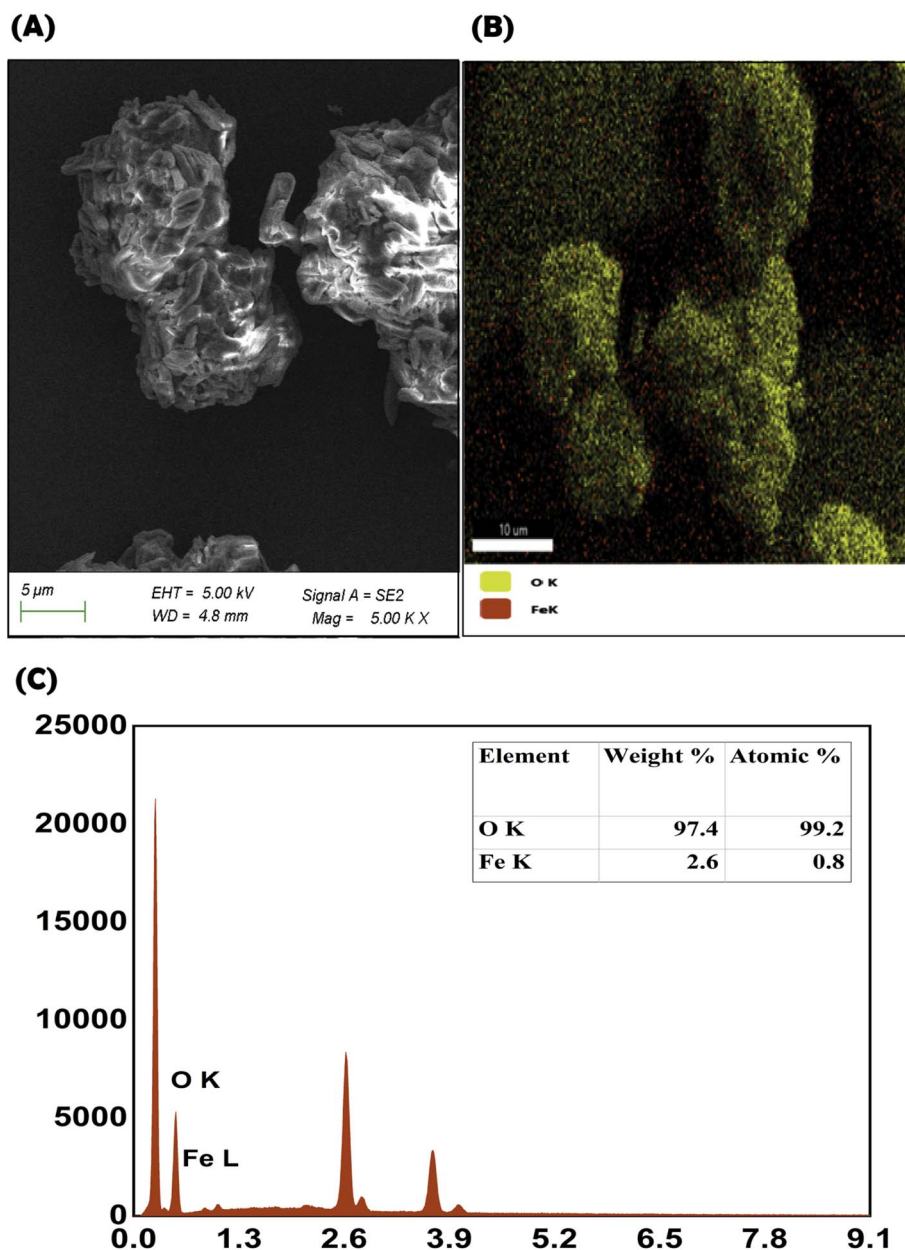 (A)
(B)
5 µm
EHT = 5.00 kV
Signal A = SE2
WD = 4.8 mm
Mag = 5.00 K X
10 um
O K
FeK
(C)
25000
20000
15000
10000
5000
0
Element Weight % Atomic %
O K 97.4 99.2
Fe K 2.6 0.8
O K
Fe L
0.0 1.3 2.6 3.9 5.2 6.5 7.8 9.1